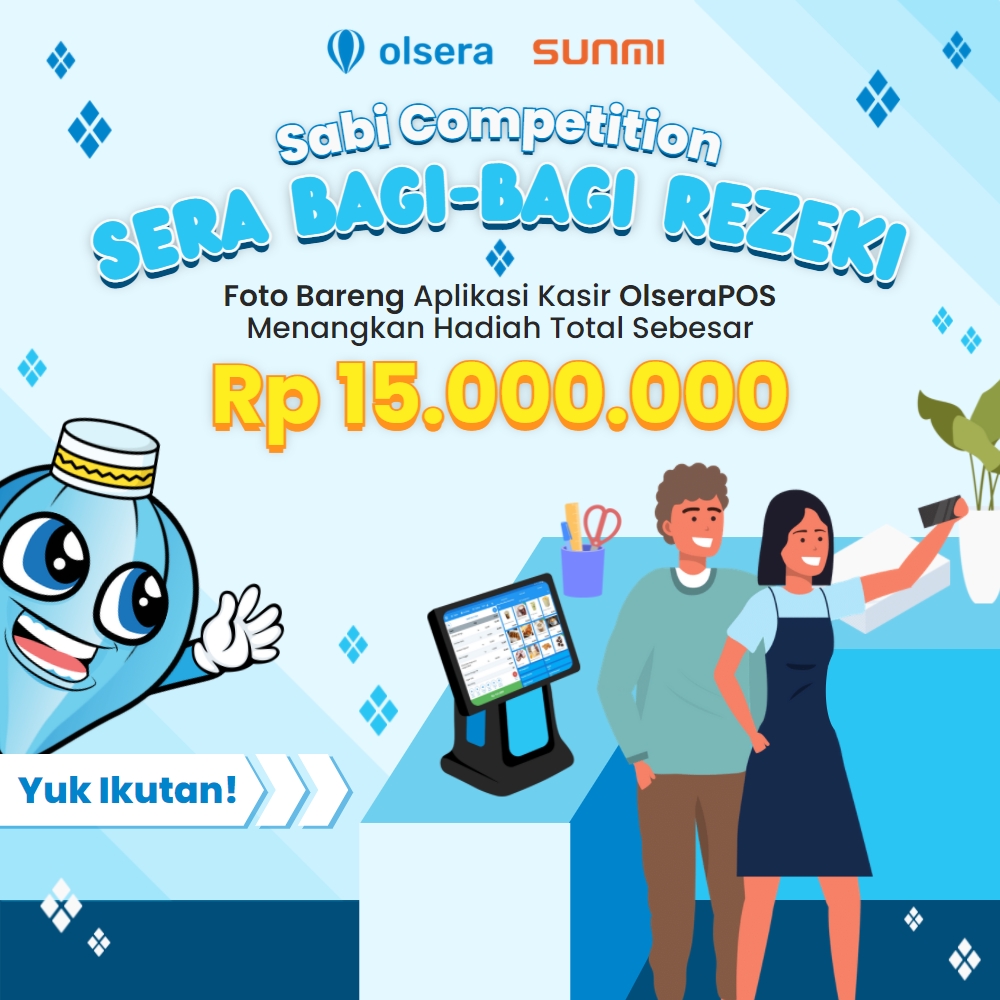 olsera SUNMI
Sabi Competition
SERA BAGI-BAGI REZEKI
Foto Bareng Aplikasi Kasir OlseraPOS
Menangkan Hadiah Total Sebesar
Rp 15.000.000
Yuk Ikutan!